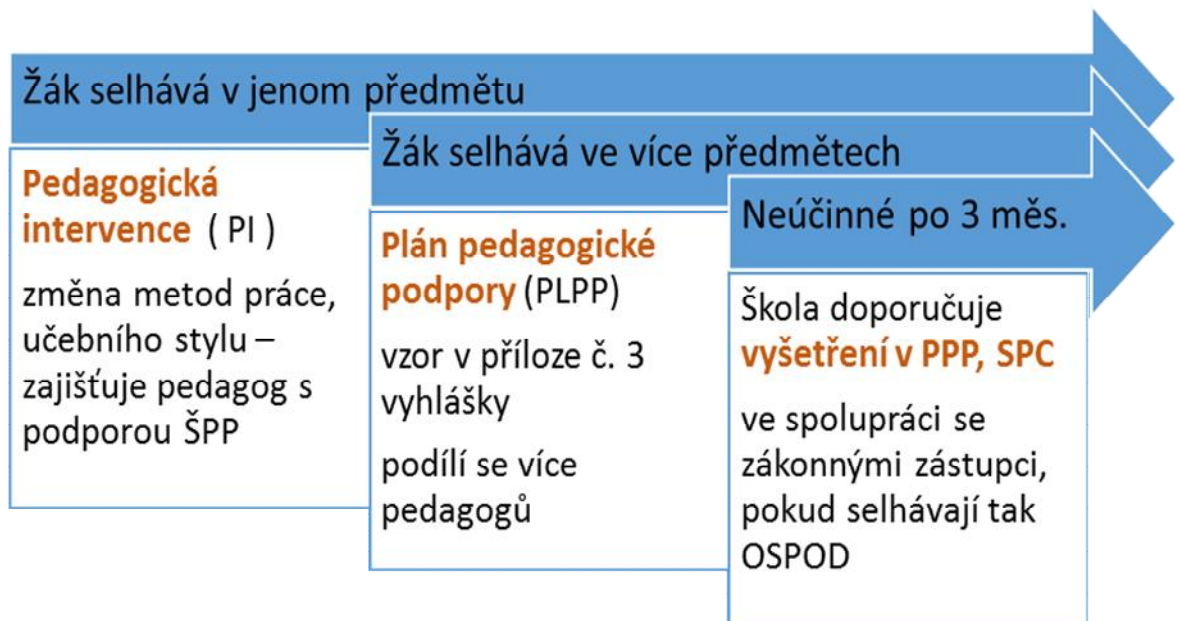 Žák selhává v jenom předmětu
Pedagogická
intervence ( PI )
změna metod práce,
učebního stylu –
zajišťuje pedagog s
podporou ŠPP
Žák selhává ve více předmětech
Plán pedagogické
podpory (PLPP)
vzor v příloze č. 3
vyhlášky
podílí se více
pedagogů
Neúčinné po 3 měs.
Škola doporučuje
vyšetření v PPP, SPC
ve spolupráci se
zákonnými zástupci,
pokud selhávají tak
OSPOD